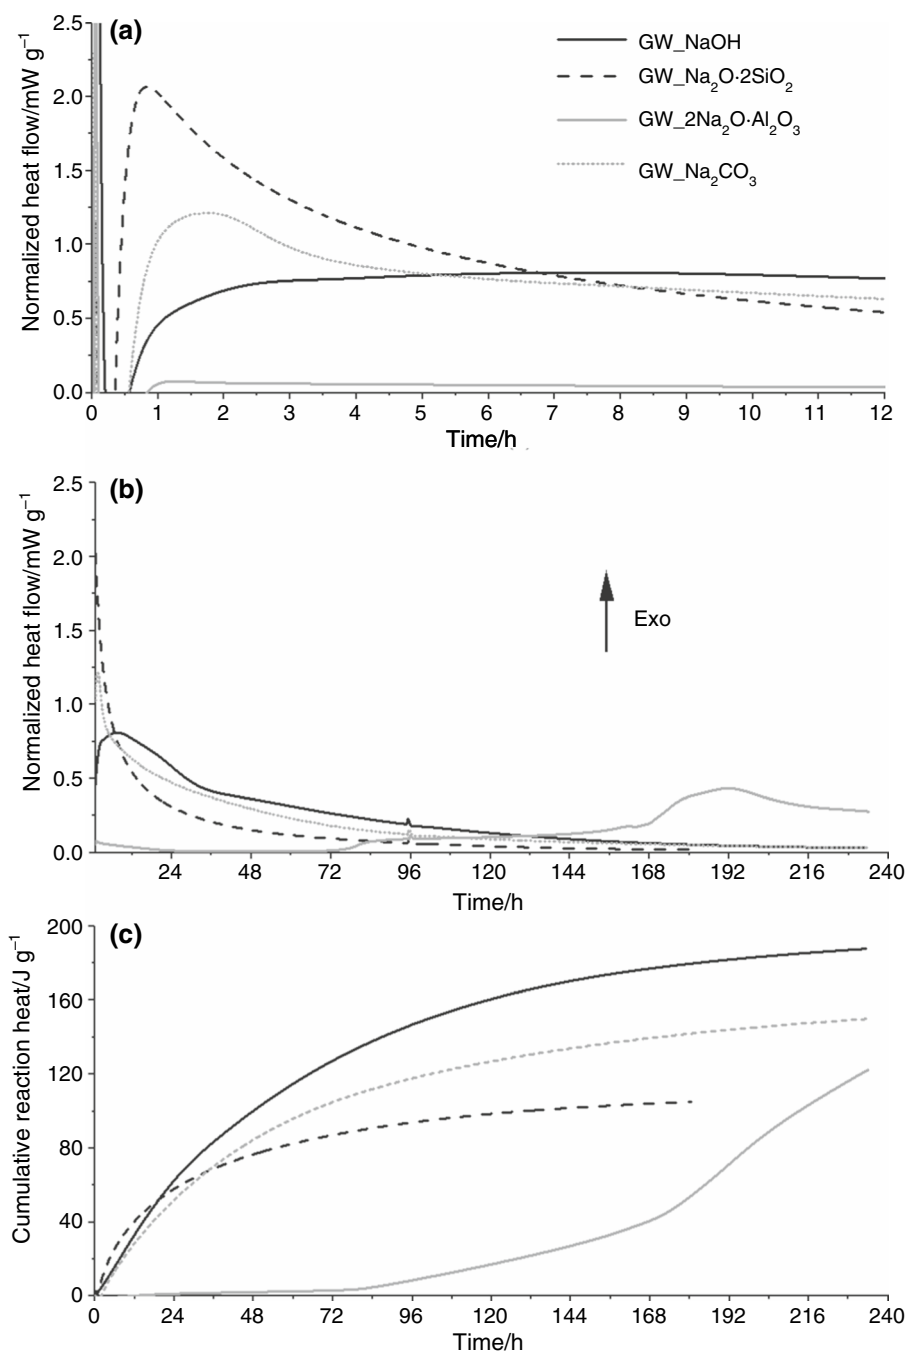 (a)
2.5
2.0
1.5
1.0
0.5
0.0
Normalized heat flow/mW g⁻¹
GW_NaOH
GW_Na₂O·2SiO₂
GW_2Na₂O·Al₂O₃
GW_Na₂CO₃
0 1 2 3 4 5 6 7 8 9 10 11 12
Time/h
(b)
2.5
2.0
1.5
1.0
0.5
0.0
Normalized heat flow/mW g⁻¹
Exo
24 48 72 96 120 144 168 192 216 240
Time/h
(c)
200
160
120
80
40
0
Cumulative reaction heat/J g⁻¹
0 24 48 72 96 120 144 168 192 216 240
Time/h